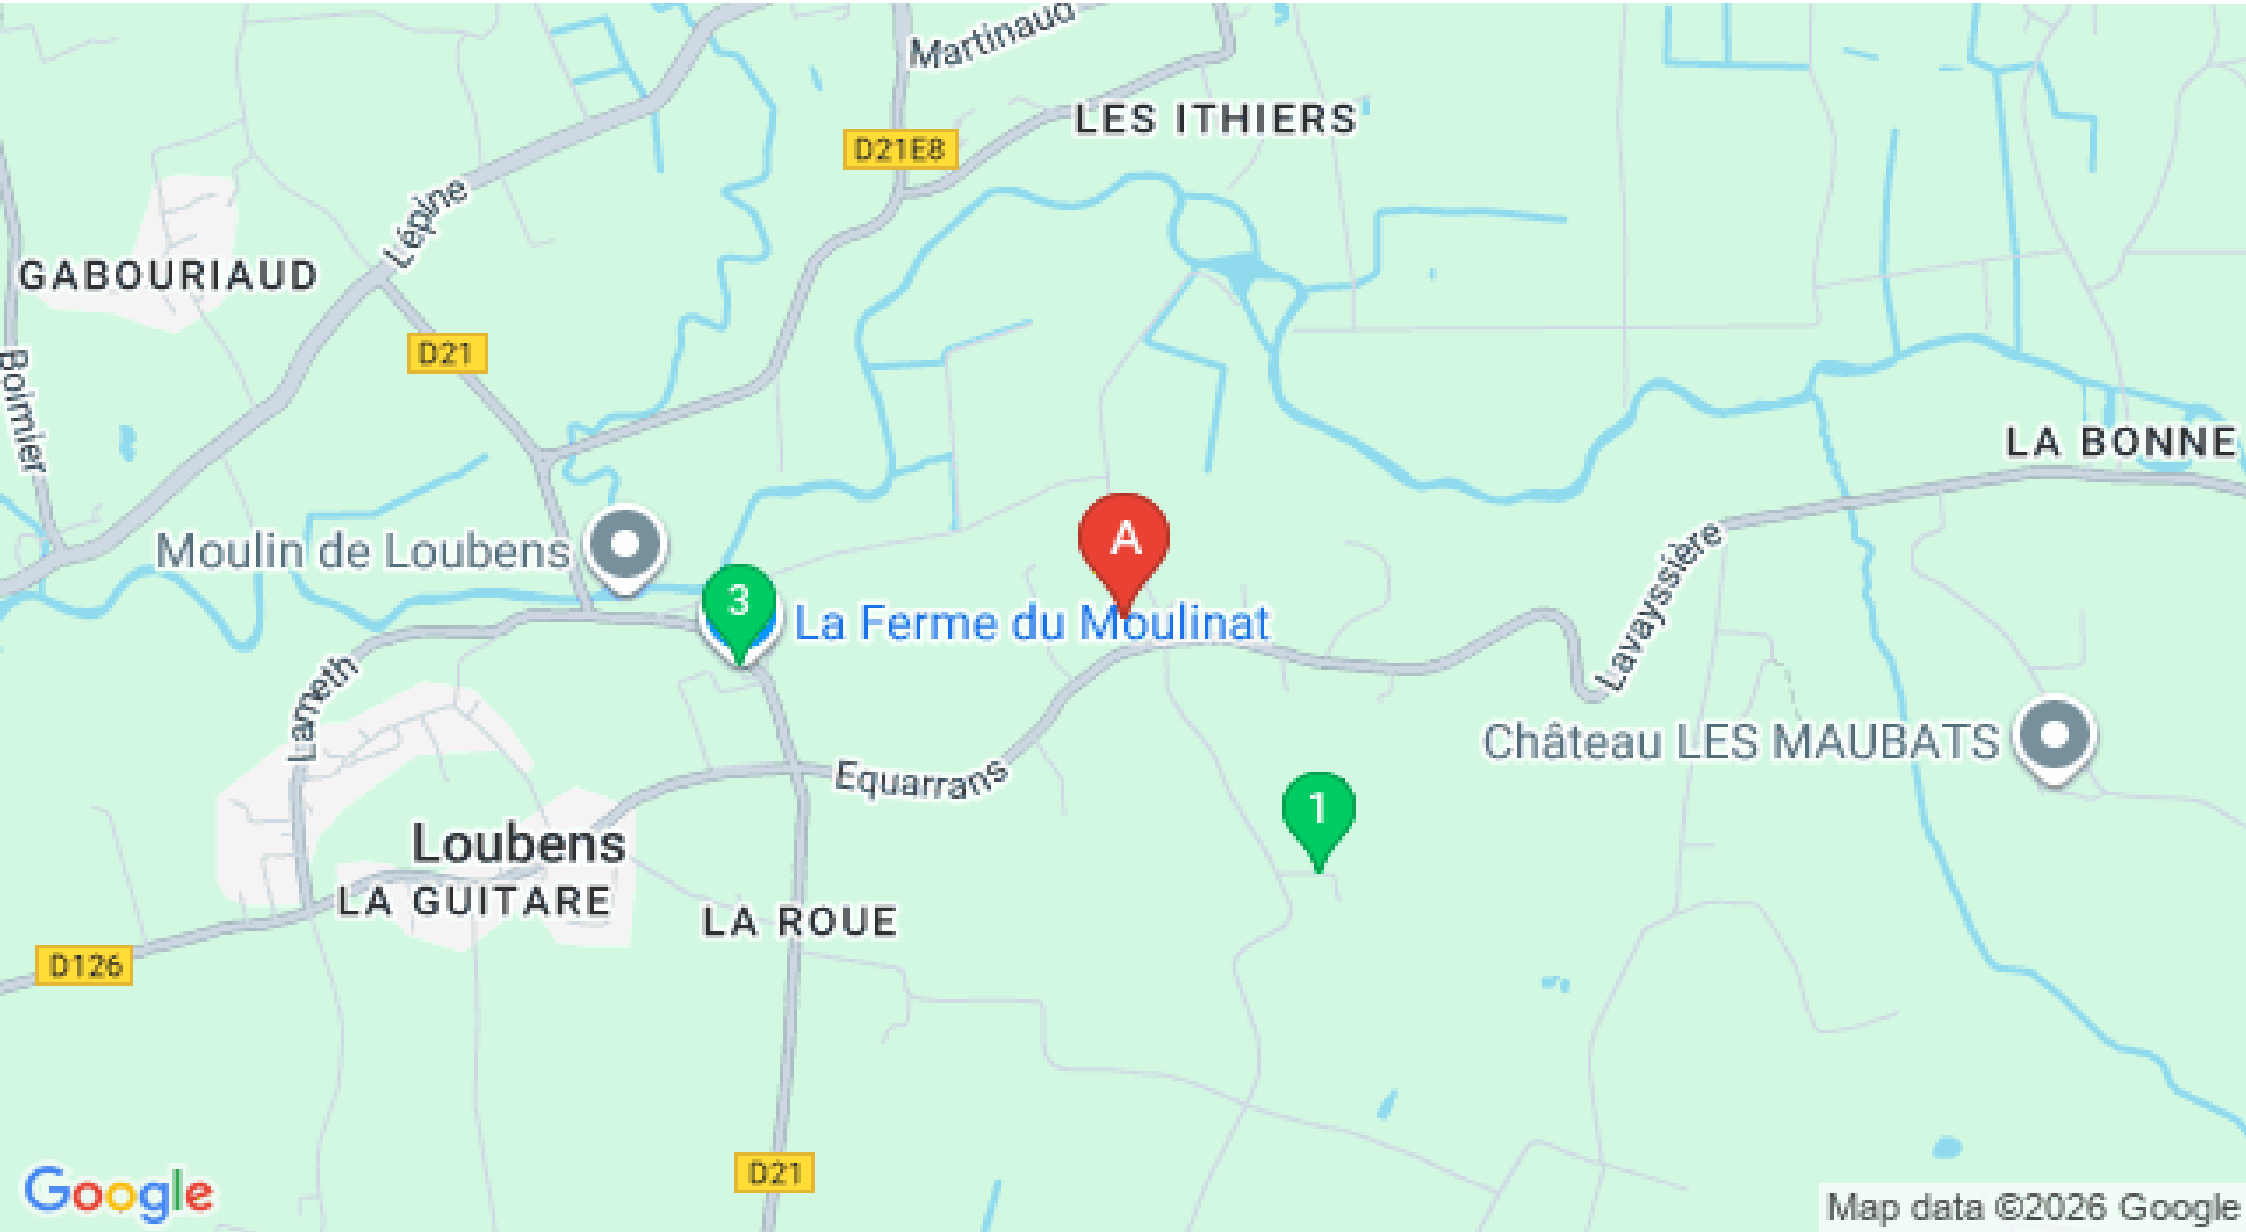 Martinaud
LES ITHIERS
D21E8
Lépine
GABOURIAUD
D21
Boimier
LA BONNE
Moulin de Loubens
A
3
La Ferme du Moulinat
Lavayssière
Lameth
Château LES MAUBATS
Equarrans
1
Loubens
LA GUITARE
LA ROUE
D126
D21
Google
Map data ©2026 Google